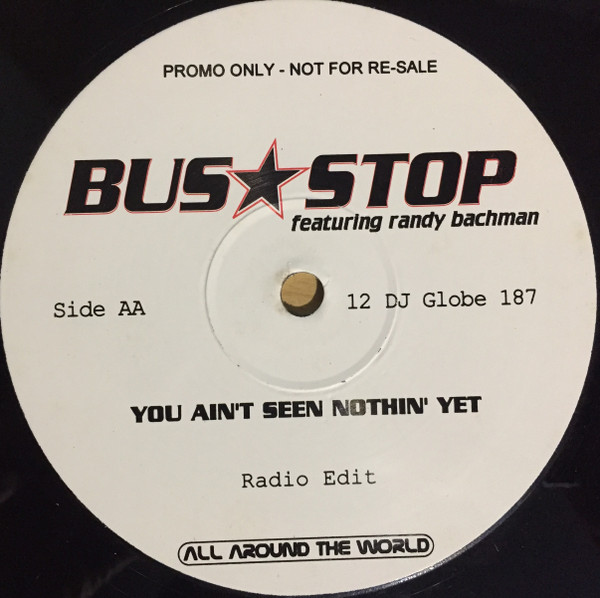 PROMO ONLY - NOT FOR RE-SALE
BUS STOP
featuring randy bachman
Side AA
12 DJ Globe 187
YOU AIN'T SEEN NOTHIN' YET
Radio Edit
ALL AROUND THE WORLD